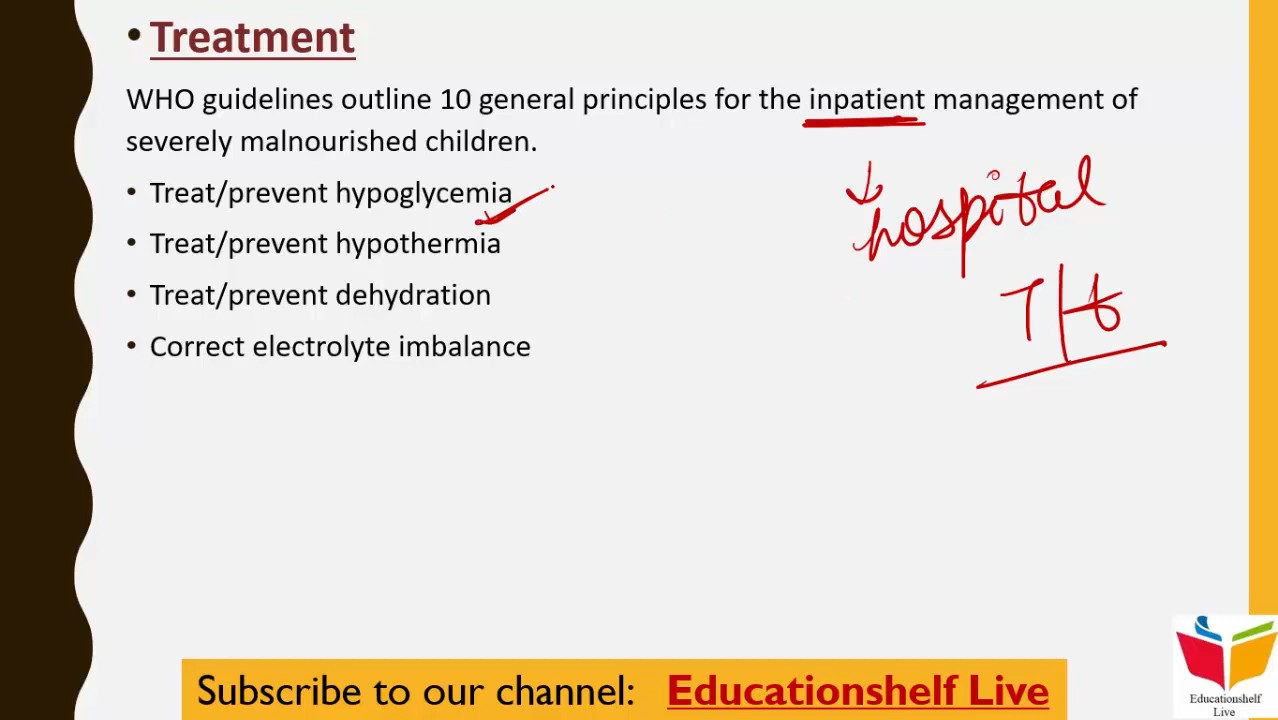 • Treatment
WHO guidelines outline 10 general principles for the inpatient management of
severely malnourished children.
• Treat/prevent hypoglycemia
• Treat/prevent hypothermia
• Treat/prevent dehydration
• Correct electrolyte imbalance
hospital
Subscribe to our channel: Educationshelf Live
Educationshelf
Live